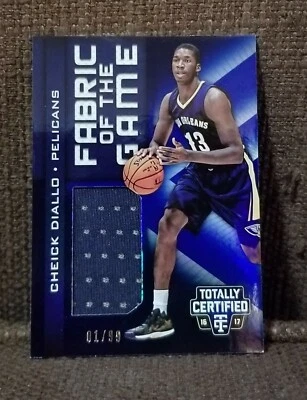 CHEICK DIALLO • PELICANS
FABRIC
OF THE
GAME
NEW ORLEANS
13
01/99
TOTALLY
CERTIFIED
16 17